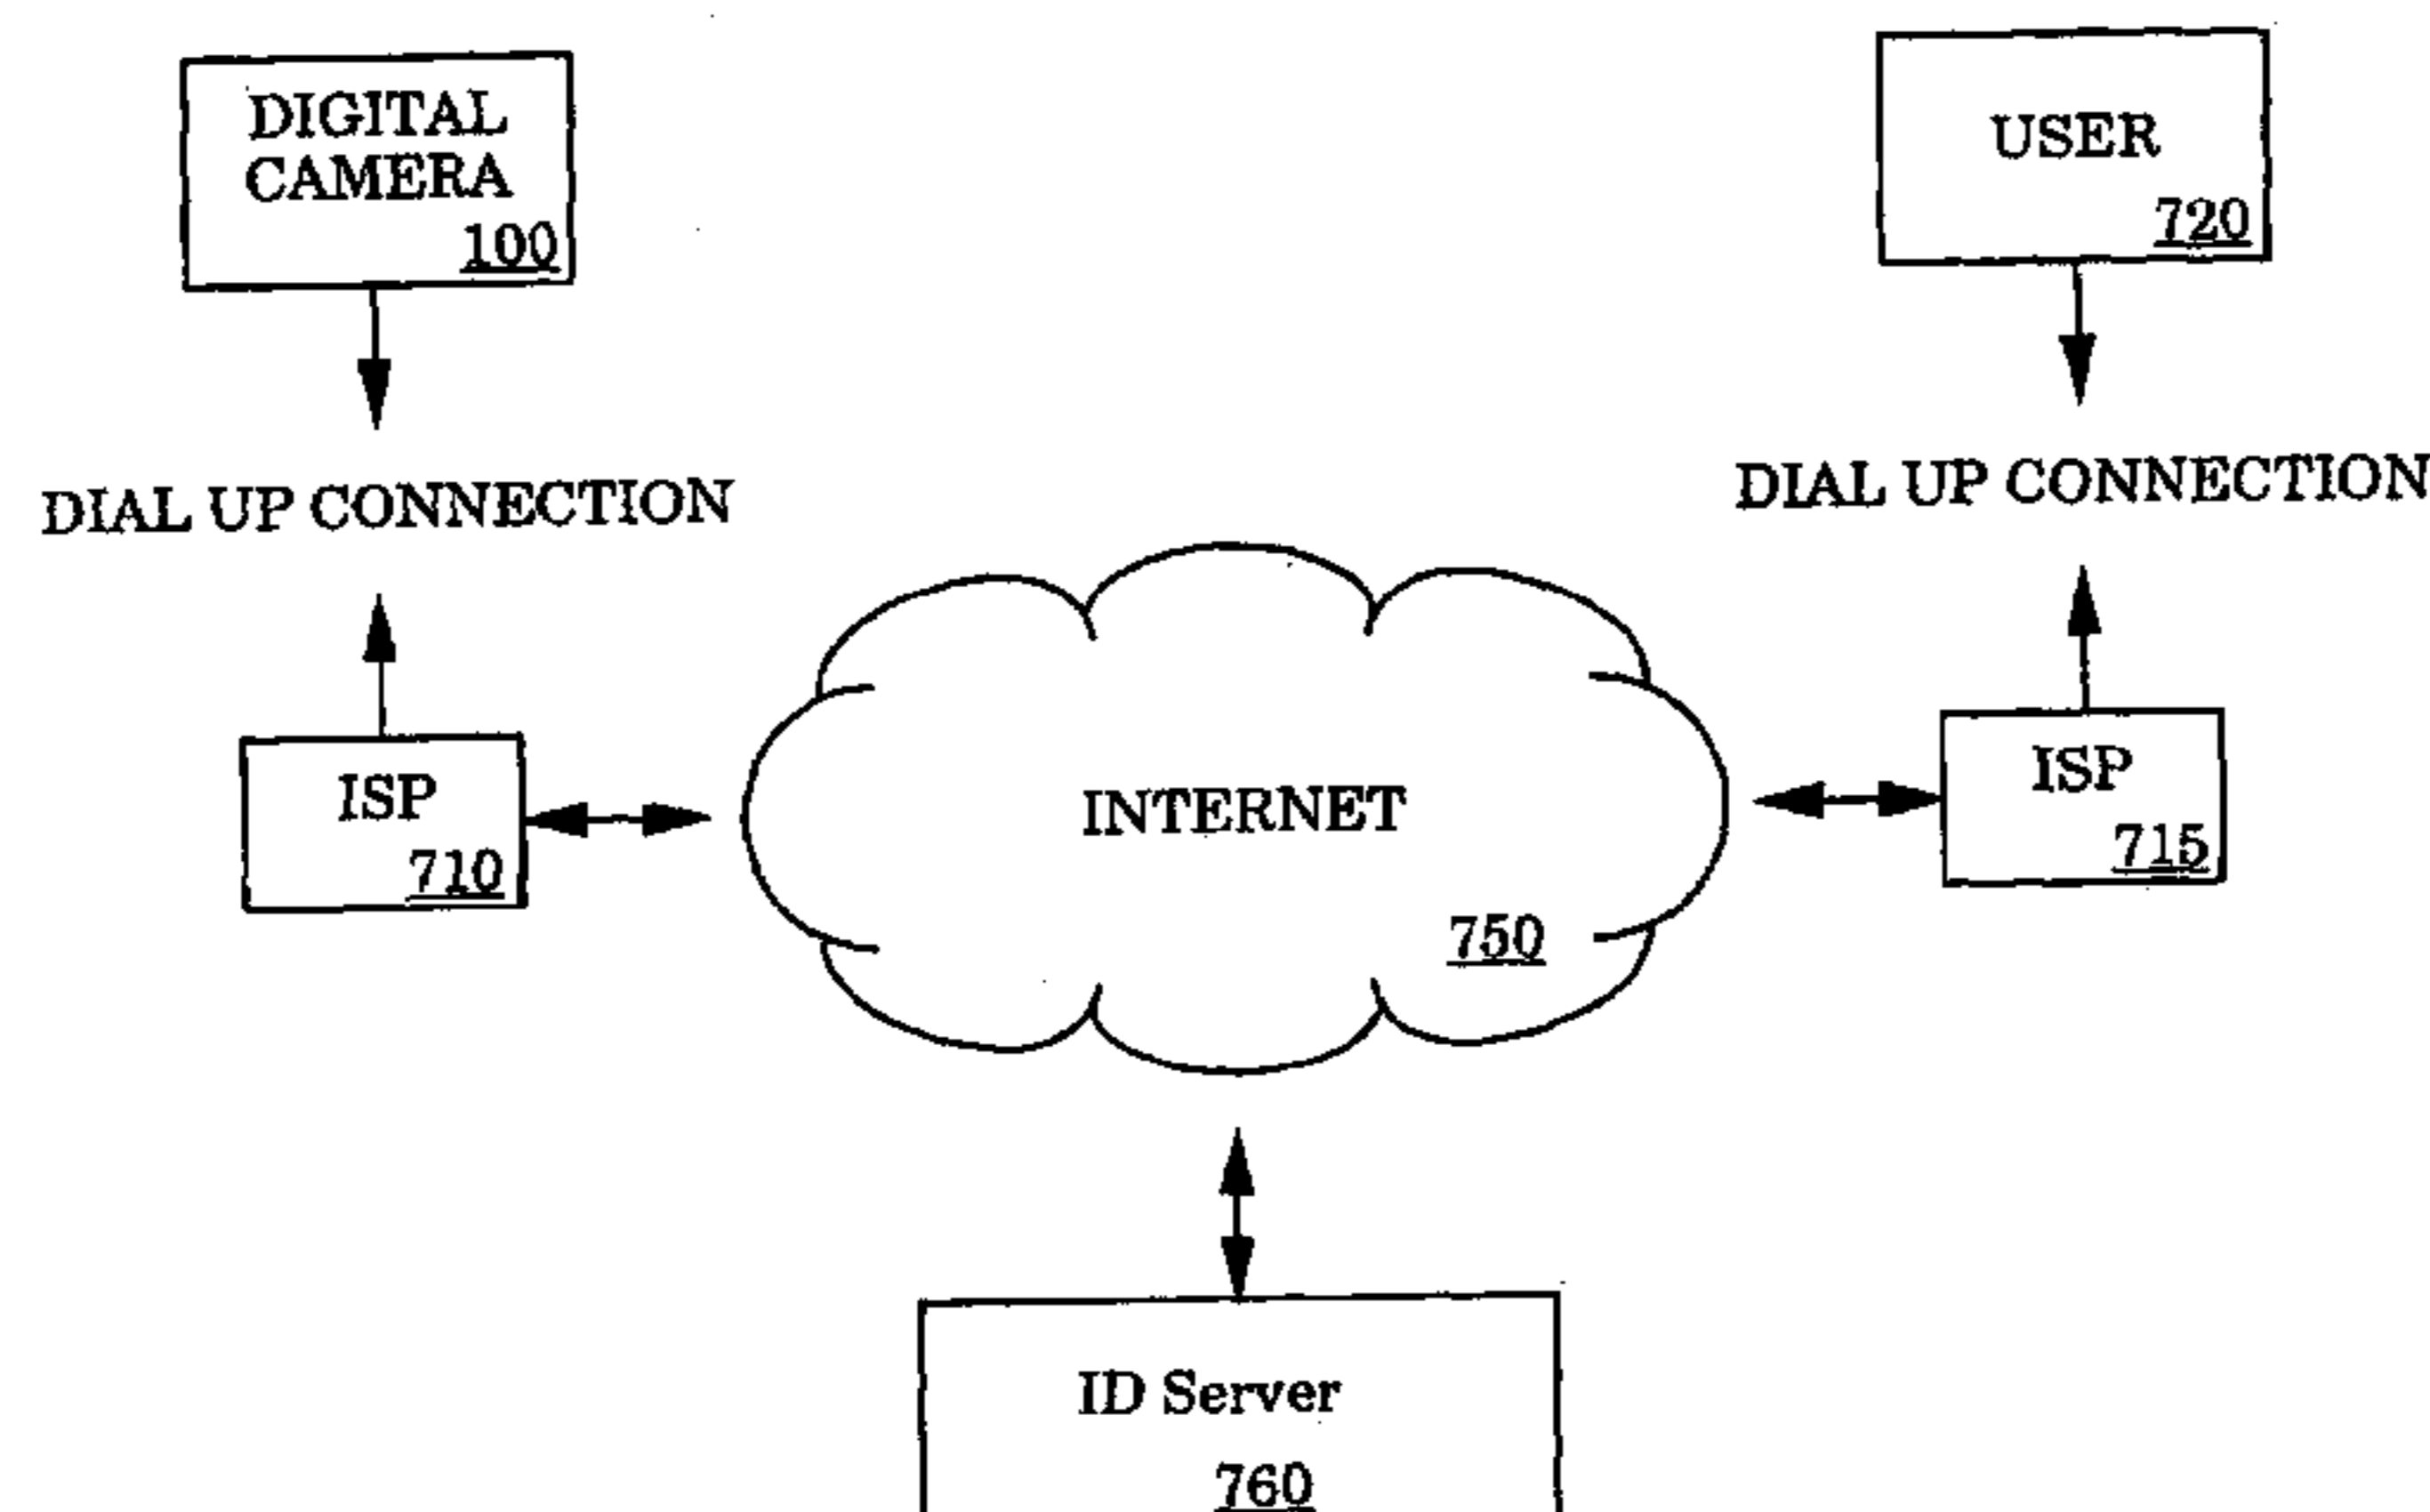 DIGITAL
CAMERA
100
USER
720
DIAL UP CONNECTION
DIAL UP CONNECTION
ISP
710
INTERNET
750
ISP
715
ID Server
760